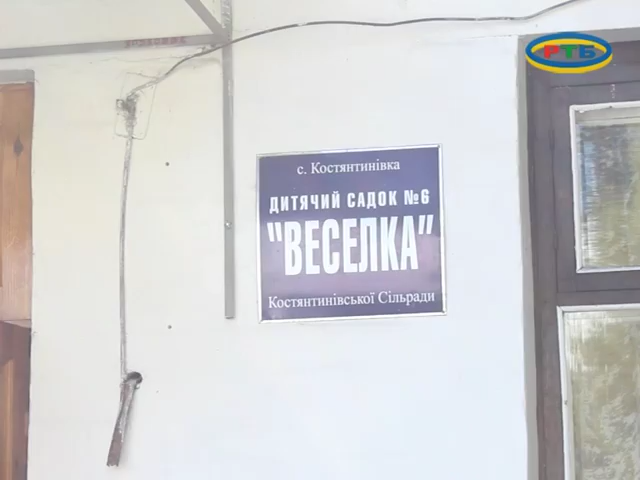 РТБ
с. Костянтинівка
ДИТЯЧИЙ САДОК №6
"ВЕСЕЛКА"
Костянтинівської Сільради